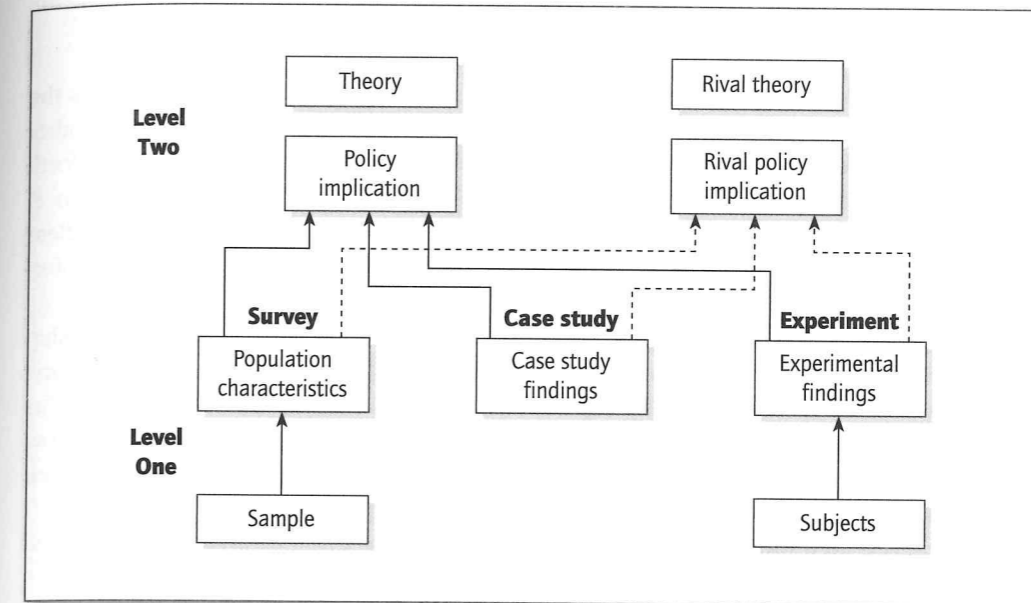 Theory
Rival theory
Level
Two
Policy
implication
Rival policy
implication
Survey
Case study
Experiment
Population
characteristics
Case study
findings
Experimental
findings
Level
One
Sample
Subjects